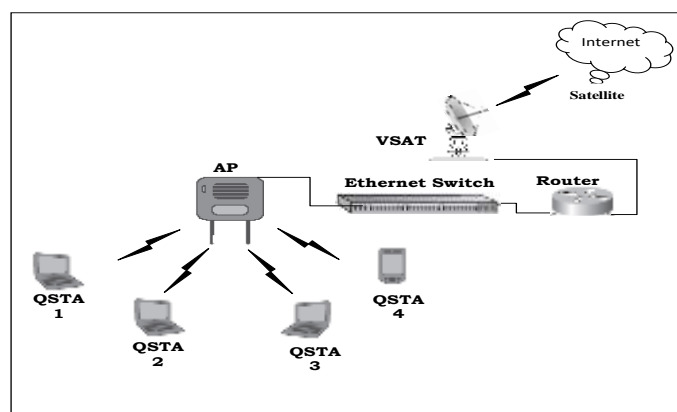 Internet
Satellite
VSAT
AP
Ethernet Switch
Router
QSTA
1
QSTA
2
QSTA
3
QSTA
4